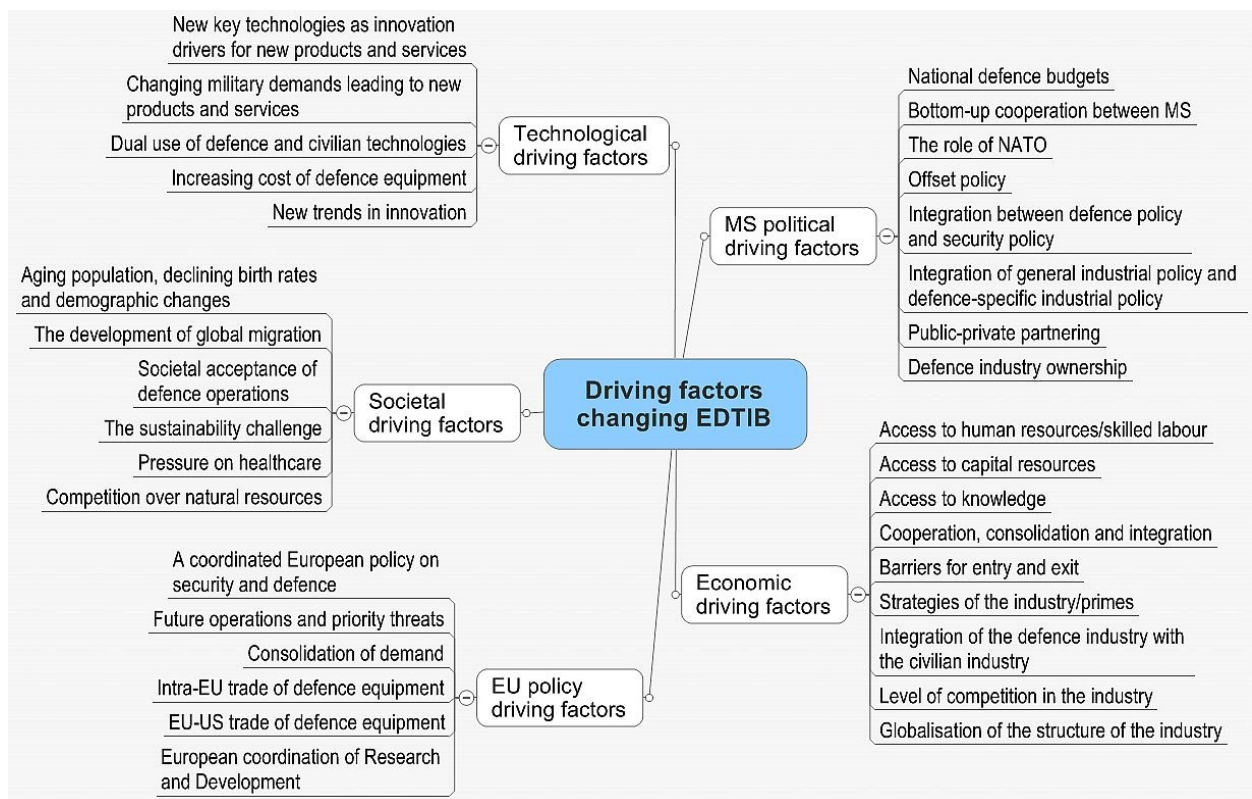 New key technologies as innovation
drivers for new products and services
Changing military demands leading to new
products and services
Dual use of defence and civilian technologies
Increasing cost of defence equipment
New trends in innovation
Technological
driving factors
Aging population, declining birth rates
and demographic changes
The development of global migration
Societal acceptance of
defence operations
The sustainability challenge
Pressure on healthcare
Competition over natural resources
Societal
driving factors
A coordinated European policy on
security and defence
Future operations and priority threats
Consolidation of demand
Intra-EU trade of defence equipment
EU-US trade of defence equipment
European coordination of Research
and Development
EU policy
driving factors
Driving factors
changing EDTIB
MS political
driving factors
National defence budgets
Bottom-up cooperation between MS
The role of NATO
Offset policy
Integration between defence policy
and security policy
Integration of general industrial policy and
defence-specific industrial policy
Public-private partnering
Defence industry ownership
Economic
driving factors
Access to human resources/skilled labour
Access to capital resources
Access to knowledge
Cooperation, consolidation and integration
Barriers for entry and exit
Strategies of the industry/primes
Integration of the defence industry with
the civilian industry
Level of competition in the industry
Globalisation of the structure of the industry